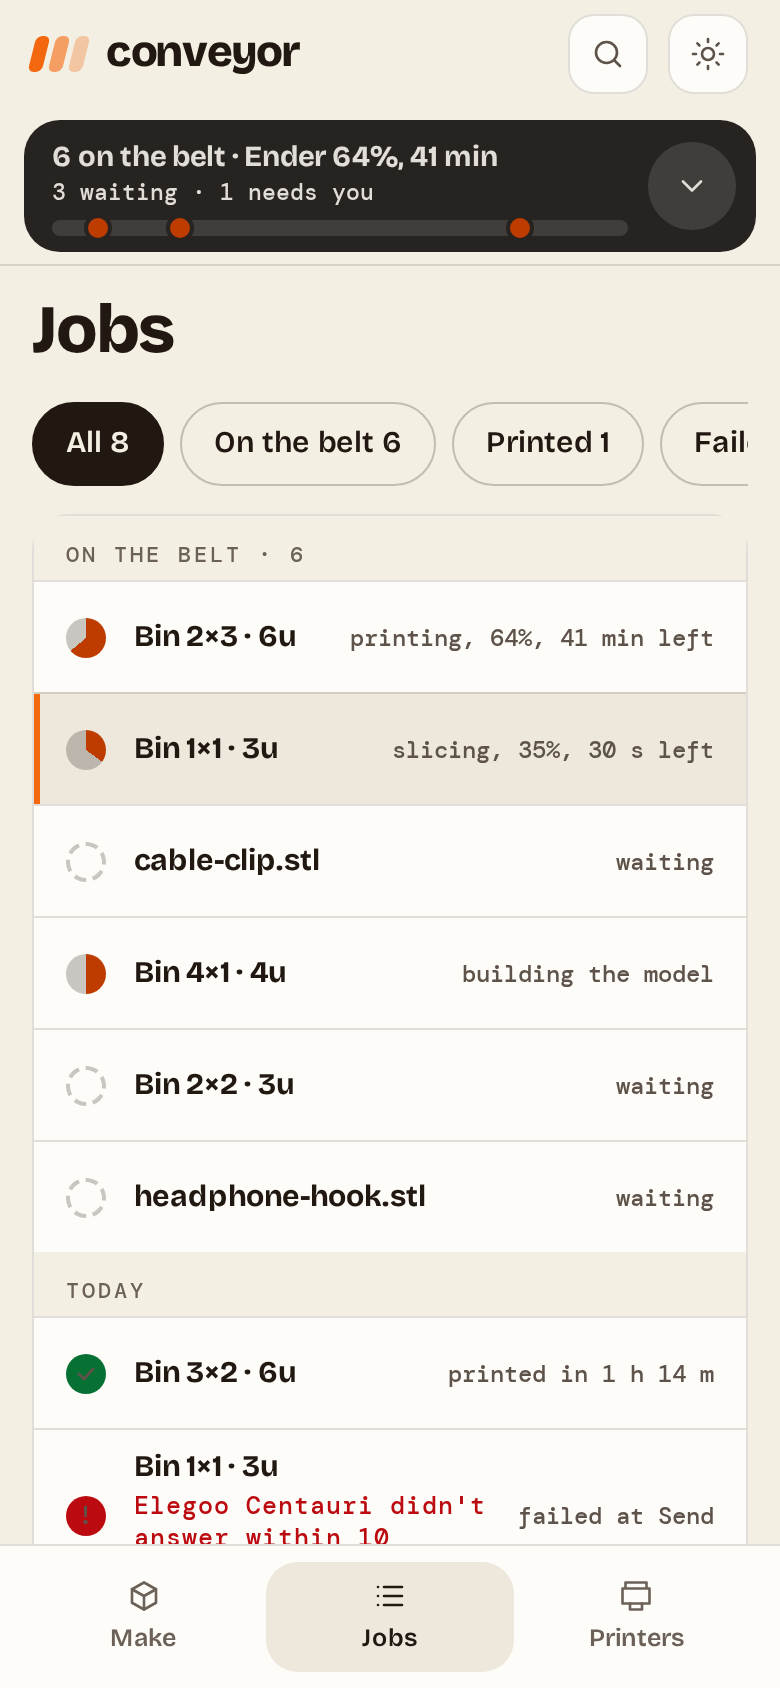 conveyor
6 on the belt · Ender 64%, 41 min
3 waiting · 1 needs you
Jobs
All 8
On the belt 6
Printed 1
Faile
ON THE BELT · 6
Bin 2×3 · 6u
printing, 64%, 41 min left
Bin 1×1 · 3u
slicing, 35%, 30 s left
cable-clip.stl
waiting
Bin 4×1 · 4u
building the model
Bin 2×2 · 3u
waiting
headphone-hook.stl
waiting
TODAY
Bin 3×2 · 6u
printed in 1 h 14 m
Bin 1×1 · 3u
Elegoo Centauri didn't
answer within 10
failed at Send
Make
Jobs
Printers